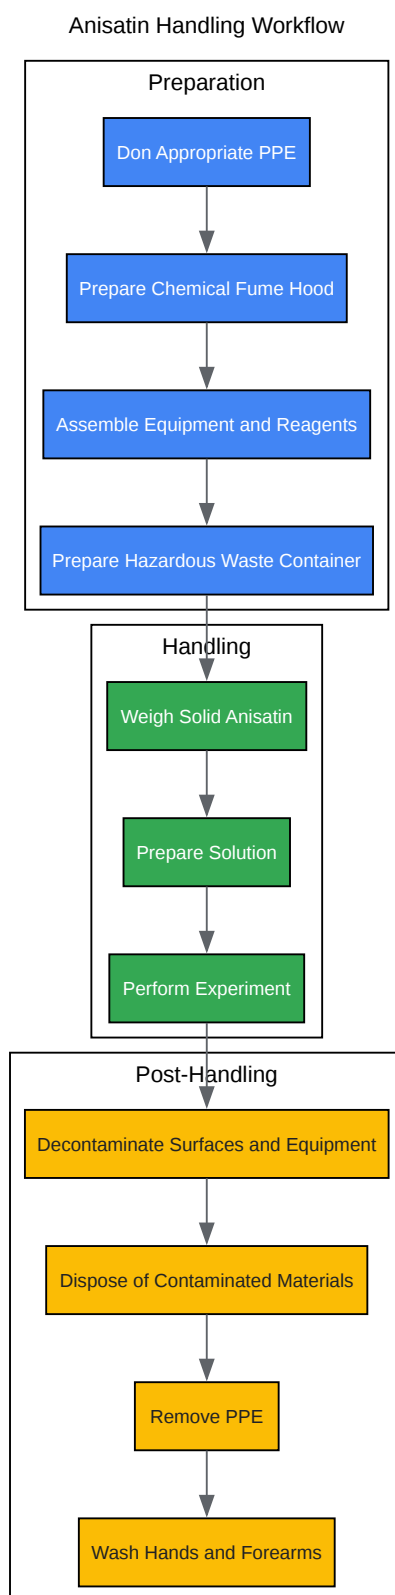 Anisatin Handling Workflow
Preparation
Don Appropriate PPE
Prepare Chemical Fume Hood
Assemble Equipment and Reagents
Prepare Hazardous Waste Container
Handling
Weigh Solid Anisatin
Prepare Solution
Perform Experiment
Post-Handling
Decontaminate Surfaces and Equipment
Dispose of Contaminated Materials
Remove PPE
Wash Hands and Forearms